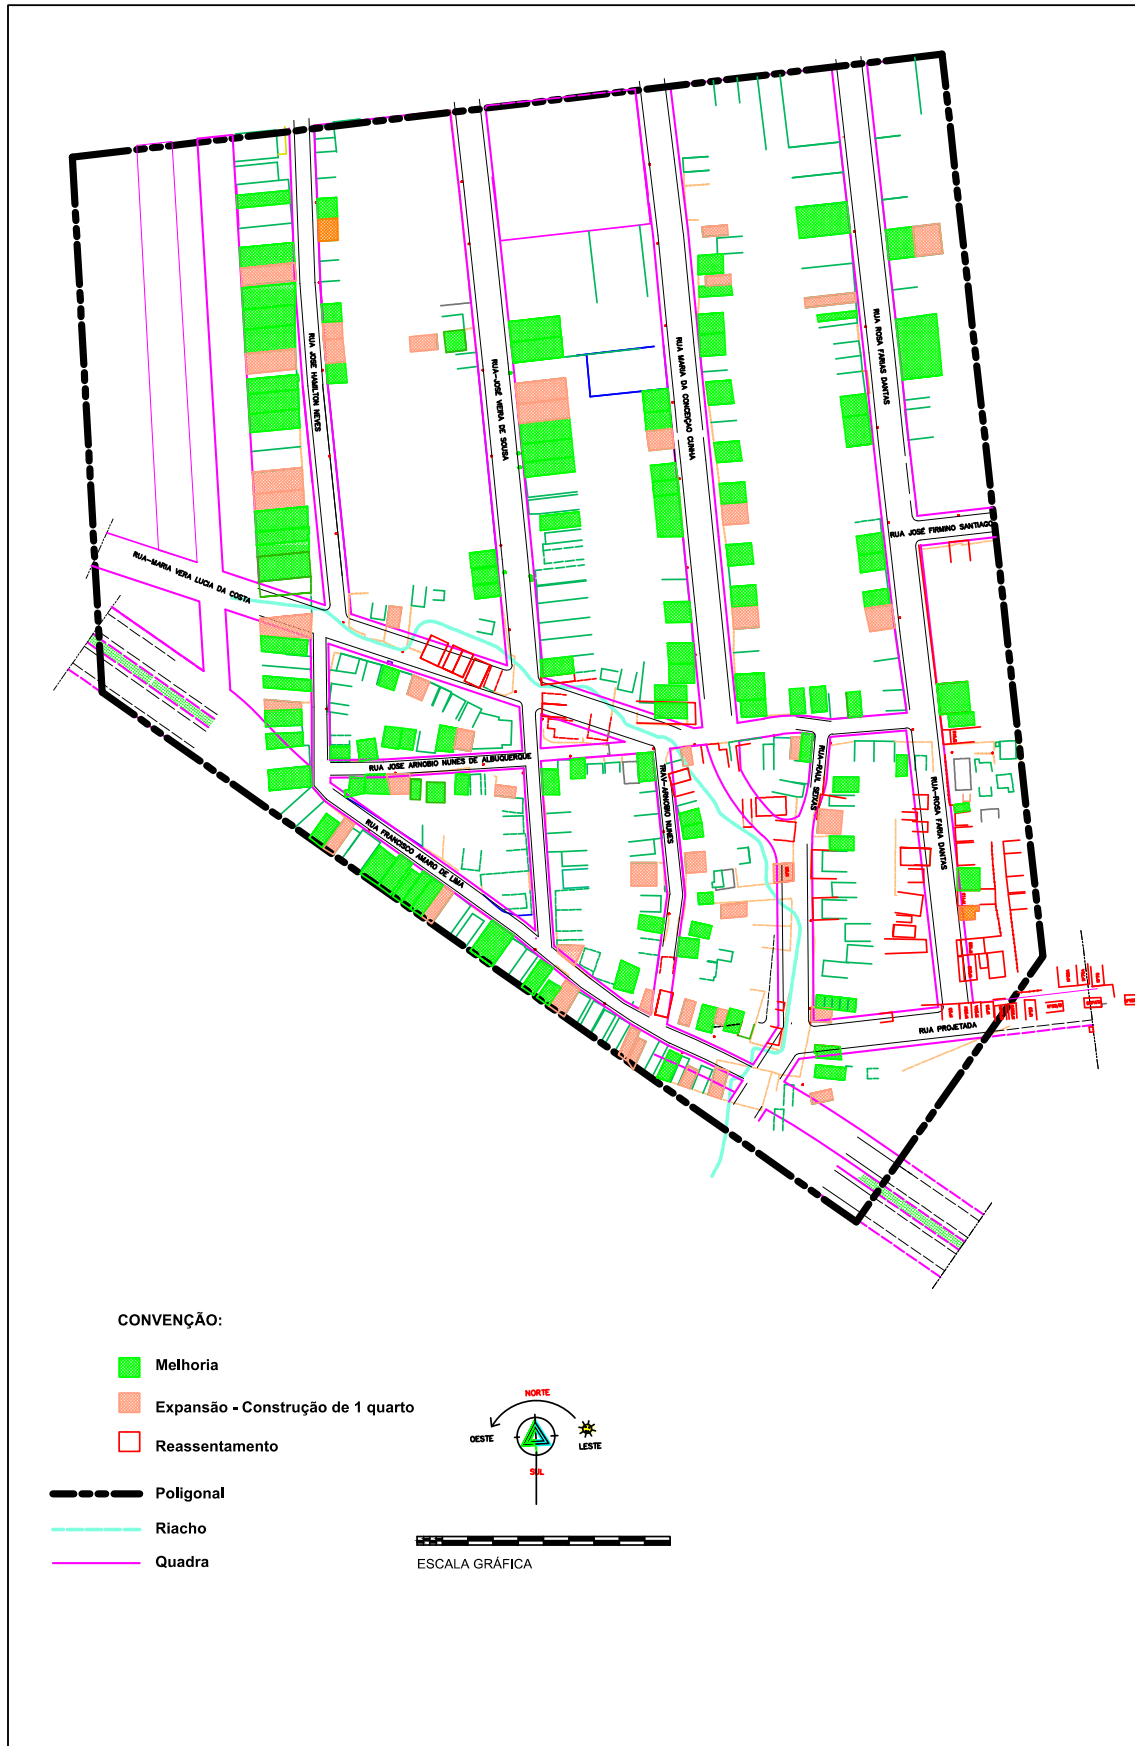 RUA JOSE HAMILTON NEVES
RUA-JOSÉ VIEIRA DE SOUSA
RUA MARIA DA CONCEIÇAO CUNHA
RUA ROSA FARIAS DANTAS
RUA JOSÉ FIRMINO SANTIAGO
RUA-MARIA VERA LUCIA DA COSTA
RUA JOSE ARNOBIO NUNES DE ALBUQUERQUE
RUA FRANCISCO AMARO DE LIMA
TRAV-ARNOBIO NUNES
RUA-RAUL SEIXAS
RUA-ROSA FARIA DANTAS
RUA PROJETADA
CONVENÇÃO:
Melhoria
Expansão - Construção de 1 quarto
Reassentamento
Poligonal
Riacho
Quadra
NORTE
OESTE
LESTE
SUL
ESCALA GRÁFICA